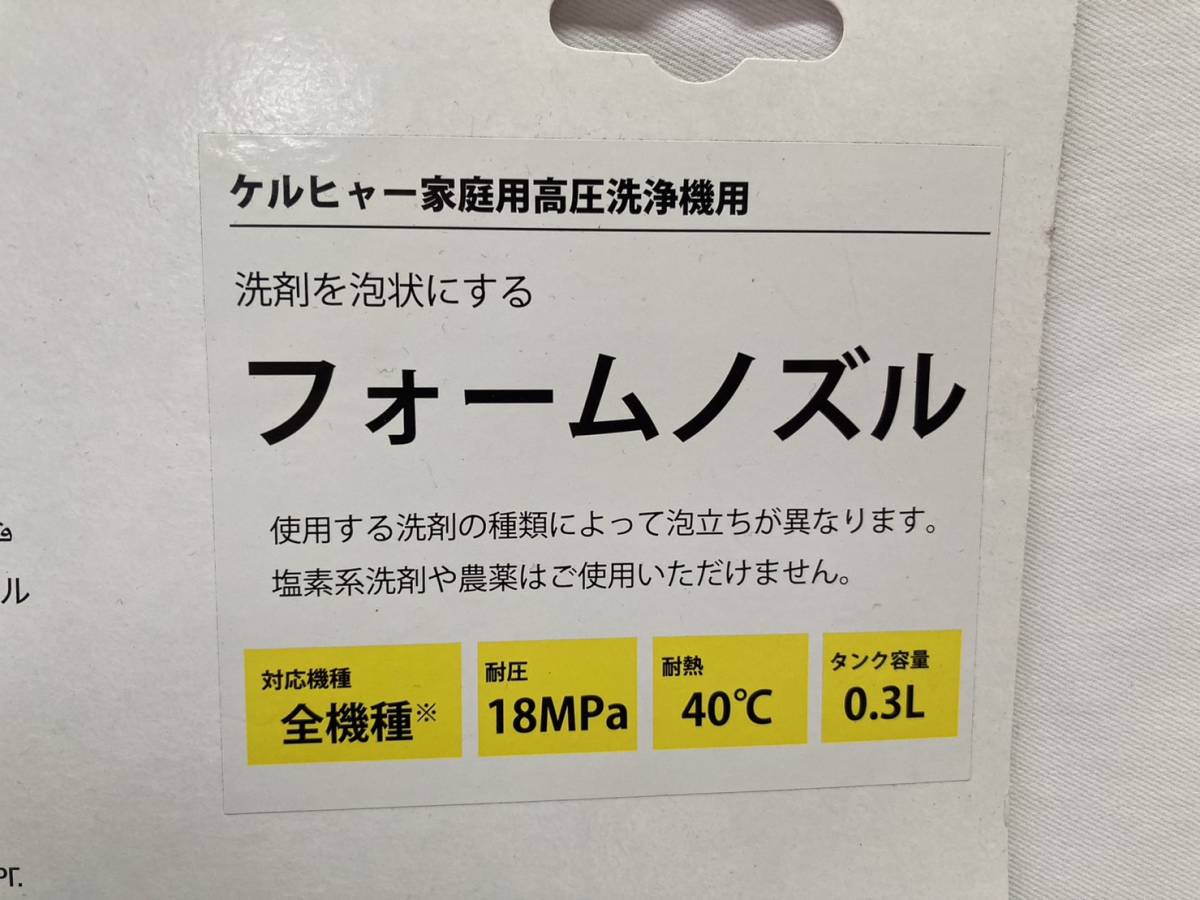 ケルヒャー家庭用高圧洗浄機用
洗剤を泡状にする
フォームノズル
使用する洗剤の種類によって泡立ちが異なります。
塩素系洗剤や農薬はご使用いただけません。
対応機種
全機種※
耐圧
18MPa
耐熱
40℃
タンク容量
0.3L
ル